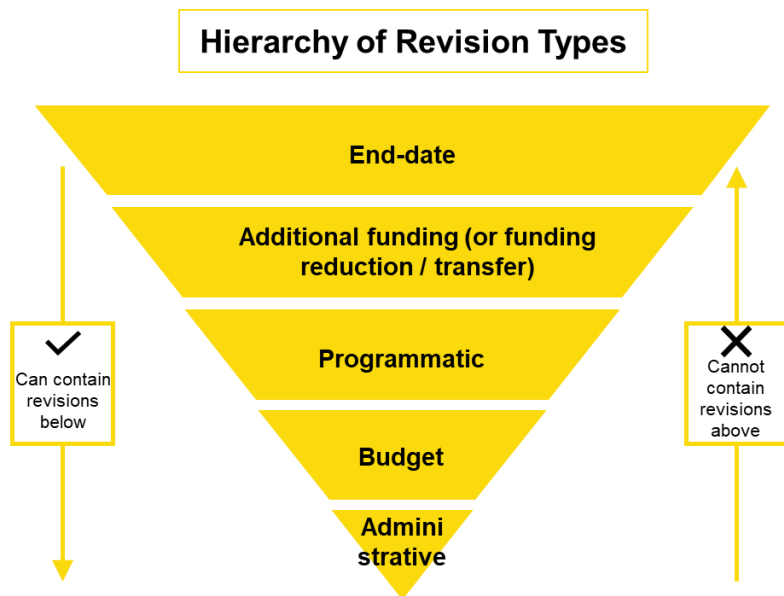 Hierarchy of Revision Types
End-date
Additional funding (or funding
reduction / transfer)
Can contain
revisions
below
Programmatic
Cannot
contain
revisions
above
Budget
Admini
strative